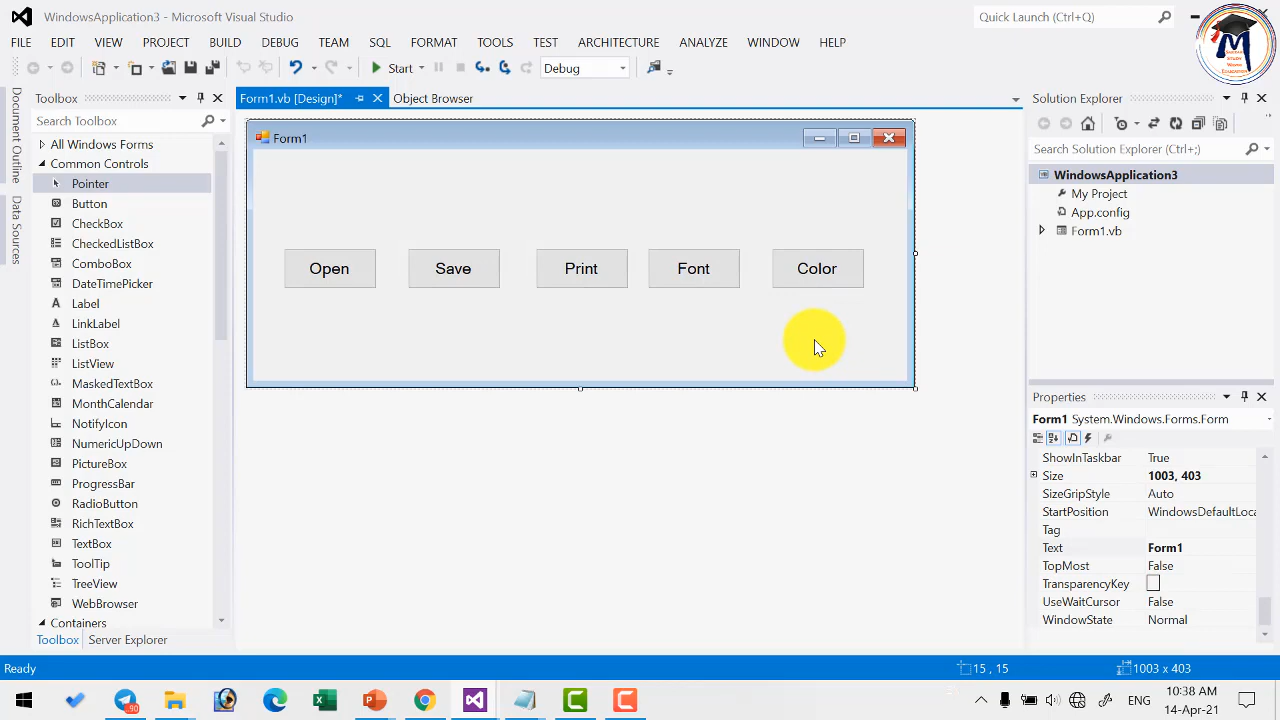 WindowsApplication3 - Microsoft Visual Studio
Quick Launch (Ctrl+Q)
FILE EDIT VIEW PROJECT BUILD DEBUG TEAM SQL FORMAT TOOLS TEST ARCHITECTURE ANALYZE WINDOW HELP
Start Debug
Document Outline
Data Sources
Toolbox
Search Toolbox
All Windows Forms
Common Controls
Pointer
Button
CheckBox
CheckedListBox
ComboBox
DateTimePicker
Label
LinkLabel
ListBox
ListView
MaskedTextBox
MonthCalendar
NotifyIcon
NumericUpDown
PictureBox
ProgressBar
RadioButton
RichTextBox
TextBox
ToolTip
TreeView
WebBrowser
Containers
Toolbox Server Explorer
Form1.vb [Design]* Object Browser
Form1
Open Save Print Font Color
Solution Explorer
Search Solution Explorer (Ctrl+;)
WindowsApplication3
My Project
App.config
Form1.vb
Properties
Form1 System.Windows.Forms.Form
ShowInTaskbar True
Size 1003, 403
SizeGripStyle Auto
StartPosition WindowsDefaultLoca
Tag
Text Form1
TopMost False
TransparencyKey
UseWaitCursor False
WindowState Normal
Ready 15 , 15 1003 x 403
90
ENG
10:38 AM
14-Apr-21